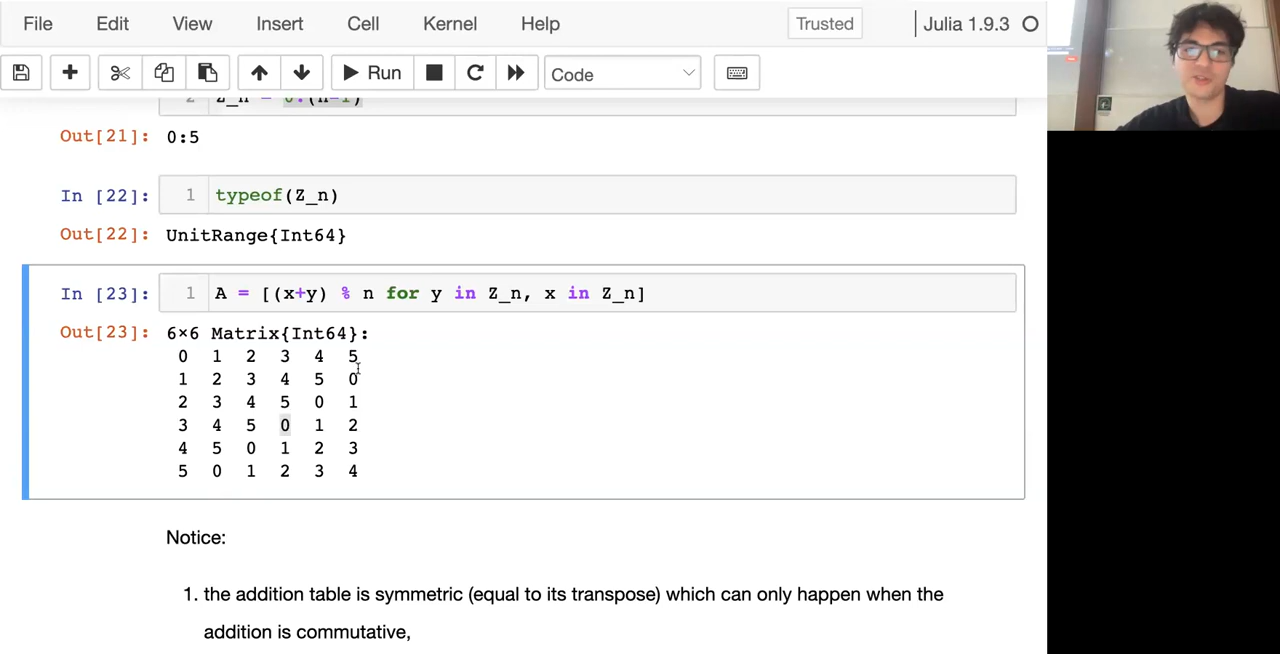 File Edit View Insert Cell Kernel Help Trusted Julia 1.9.3
Run Code
2 Z_n = 0:(n-1)
Out[21]: 0:5
In [22]: 1 typeof(Z_n)
Out[22]: UnitRange{Int64}
In [23]: 1 A = [(x+y) % n for y in Z_n, x in Z_n]
Out[23]: 6×6 Matrix{Int64}:
0 1 2 3 4 5
1 2 3 4 5 0
2 3 4 5 0 1
3 4 5 0 1 2
4 5 0 1 2 3
5 0 1 2 3 4
Notice:
1. the addition table is symmetric (equal to its transpose) which can only happen when the
addition is commutative,